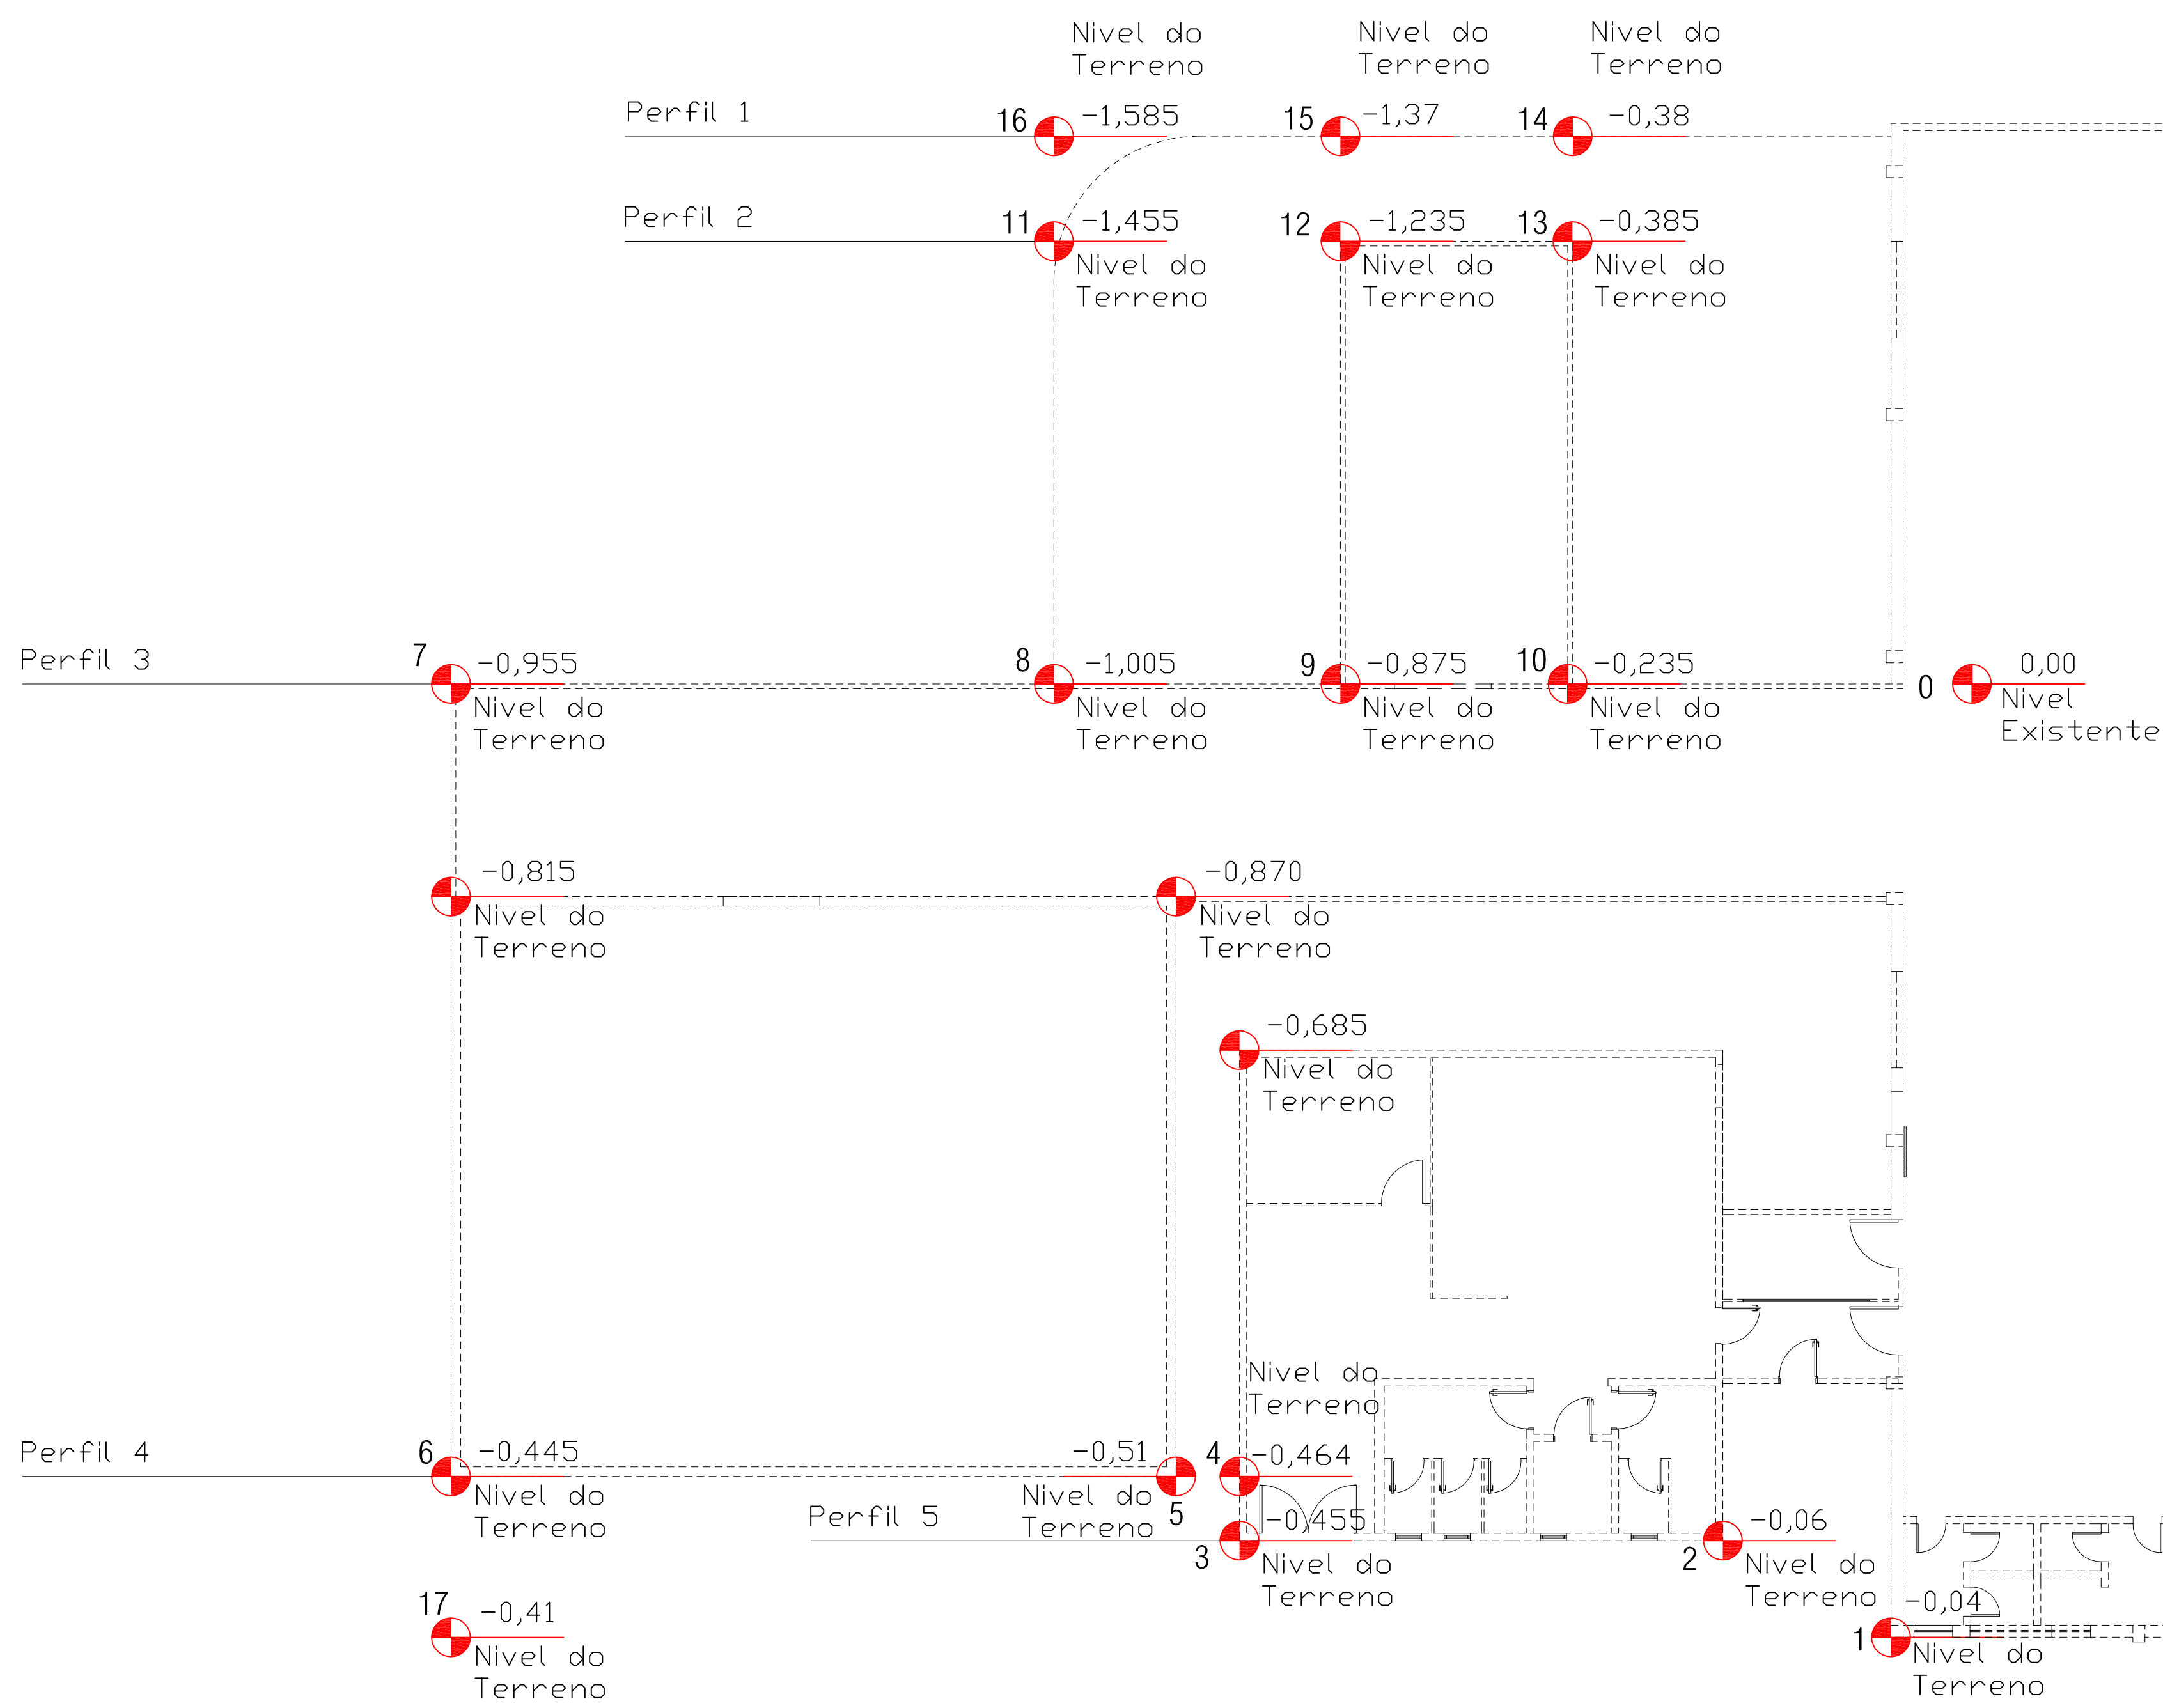 Nivel do
Terreno
Nivel do
Terreno
Nivel do
Terreno
Perfil 1
16
-1,585
15
-1,37
14
-0,38
Perfil 2
11
-1,455
Nivel do
Terreno
12
-1,235
Nivel do
Terreno
13
-0,385
Nivel do
Terreno
Perfil 3
7
-0,955
Nivel do
Terreno
8
-1,005
Nivel do
Terreno
9
-0,875
Nivel do
Terreno
10
-0,235
Nivel do
Terreno
0
0,00
Nivel
Existente
-0,815
Nivel do
Terreno
-0,870
Nivel do
Terreno
-0,685
Nivel do
Terreno
Nivel do
Terreno
Perfil 4
6
-0,445
Nivel do
Terreno
-0,51
Nivel do
Terreno
5
4
-0,464
Perfil 5
3
-0,455
Nivel do
Terreno
2
-0,06
Nivel do
Terreno
17
-0,41
Nivel do
Terreno
1
-0,04
Nivel do
Terreno